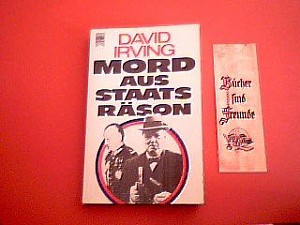 DAVID
IRVING
MORD
AUS
STAATS
RÄSON
Bücher
sind
Freunde